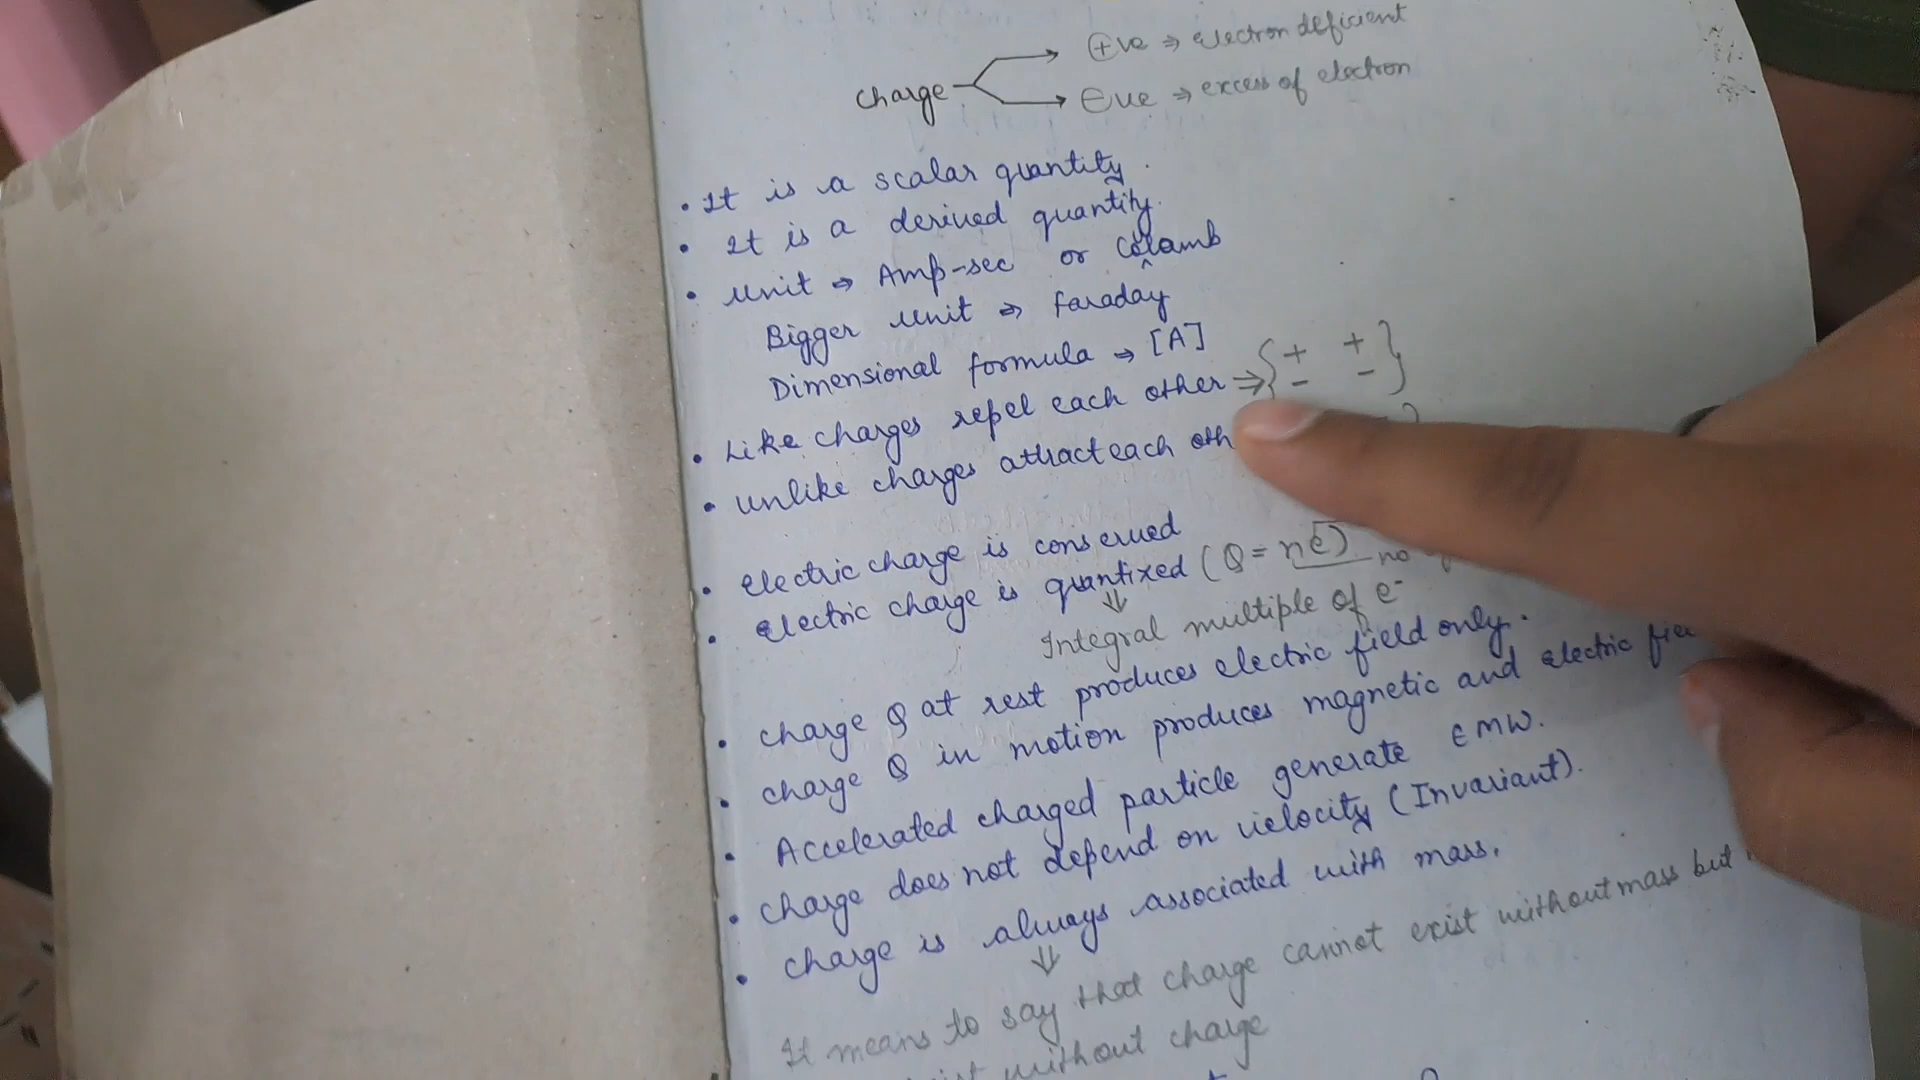 ⊕ve ⇒ electron deficient
charge
⊖ve ⇒ excess of electron
• It is a scalar quantity.
• It is a derived quantity.
• Unit ⇒ Amp-sec or Colamb
Bigger unit ⇒ faraday
Dimensional formula → [A]
• Like charges repel each other ⇒ { + + - - }
• Unlike charges attract each oth
• Electric charge is conserved
• Electric charge is quantized (Q = ne) no
⇓
Integral multiple of e⁻
• charge Q at rest produces electric field only.
• charge Q in motion produces magnetic and electric fie
• Accelerated charged particle generate EMW.
• charge does not depend on velocity (Invariant).
• charge is always associated with mass.
⇓
It means to say that charge cannot exist without mass but
without charge